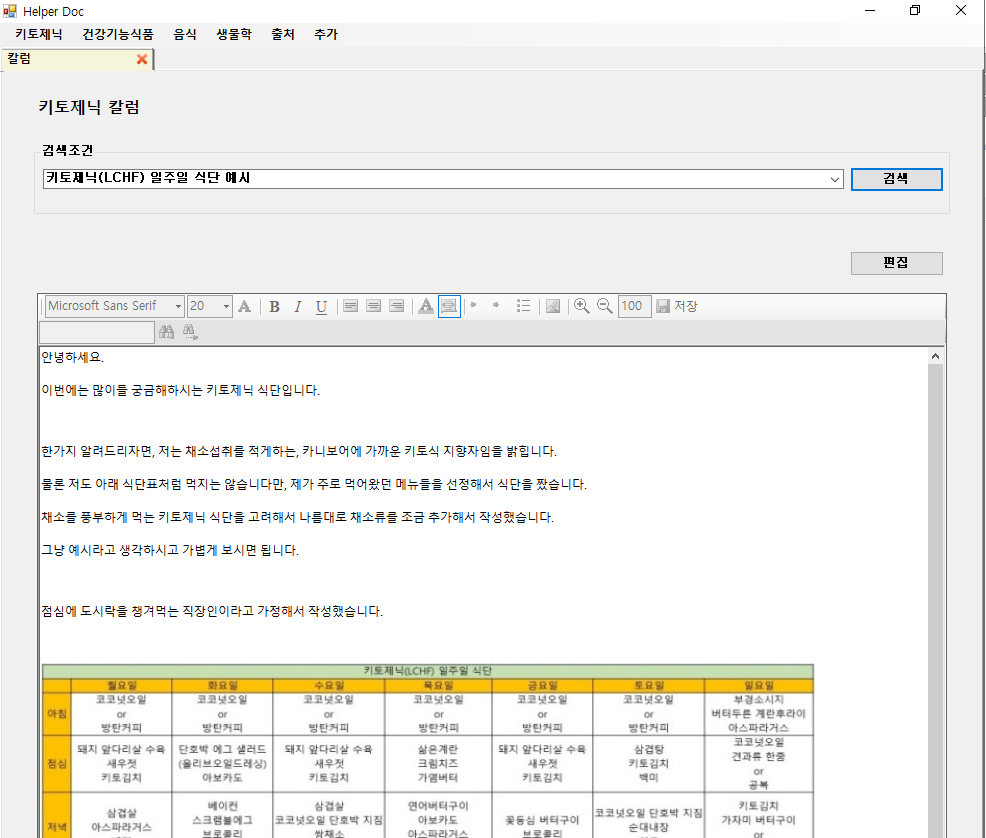 Helper Doc
키토제닉 건강기능식품 음식 생물학 출처 추가
칼럼
키토제닉 칼럼
검색조건
키토제닉(LCHF) 일주일 식단 예시 검색
편집
Microsoft Sans Serif 20 A B I U A 100 저장
안녕하세요.
이번에는 많이들 궁금해하시는 키토제닉 식단입니다.
한가지 알려드리자면, 저는 채소섭취를 적게하는, 카니보어에 가까운 키토식 지향자임을 밝힙니다.
물론 저도 아래 식단표처럼 먹지는 않습니다만, 제가 주로 먹어왔던 메뉴들을 선정해서 식단을 짰습니다.
채소를 풍부하게 먹는 키토제닉 식단을 고려해서 나름대로 채소류를 조금 추가해서 작성했습니다.
그냥 예시라고 생각하시고 가볍게 보시면 됩니다.
점심에 도시락을 챙겨먹는 직장인이라고 가정해서 작성했습니다.
키토제닉(LCHF) 일주일 식단
월요일 화요일 수요일 목요일 금요일 토요일 일요일
코코넛오일 코코넛오일 코코넛오일 코코넛오일 코코넛오일 코코넛오일 부경소시지
아침 or or or or or or 버터두른 계란후라이
방탄커피 방탄커피 방탄커피 방탄커피 방탄커피 방탄커피 아스파라거스
돼지 앞다리살 수육 단호박 에그 샐러드 돼지 앞다리살 수육 삶은계란 돼지 앞다리살 수육 삼겹탕 코코넛오일
점심 새우젓 (올리브오일드레싱) 새우젓 크림치즈 새우젓 키토김치 견과류 한줌
키토김치 아보카도 키토김치 가염버터 키토김치 백미 or
공복
삼겹살 베이컨 삼겹살 연어버터구이 꽃등심 버터구이 코코넛오일 단호박 지짐 키토김치
저녁 아스파라거스 스크램블에그 코코넛오일 단호박 지짐 아보카도 브로콜리 순대내장 가자미 버터구이
브로콜리 쌈채소 아스파라거스 or